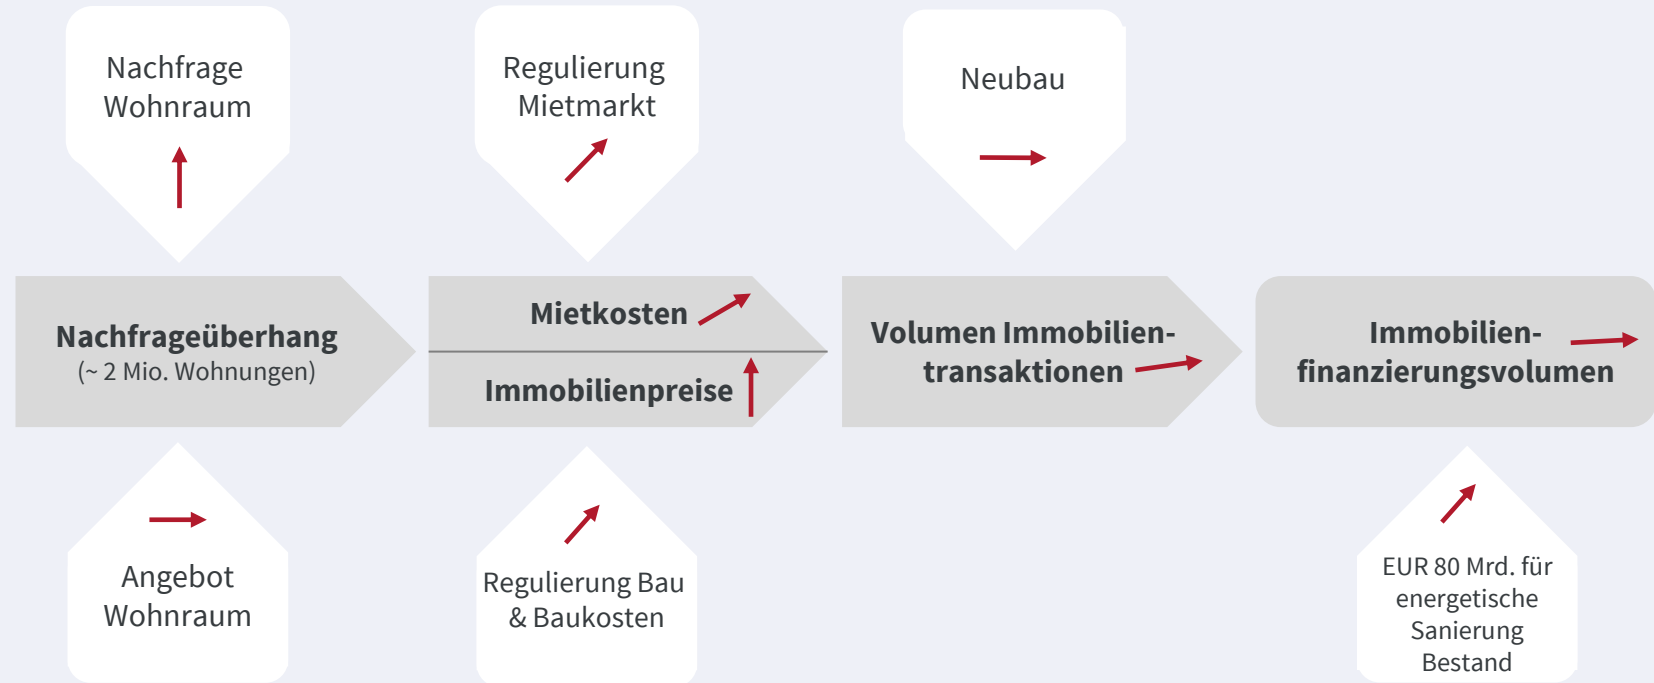 Nachfrage
Wohnraum
Regulierung
Mietmarkt
Neubau
Nachfrageüberhang
(~ 2 Mio. Wohnungen)
Mietkosten
Immobilienpreise
Volumen Immobilien-
transaktionen
Immobilien-
finanzierungsvolumen
Angebot
Wohnraum
Regulierung Bau
& Baukosten
EUR 80 Mrd. für
energetische
Sanierung
Bestand